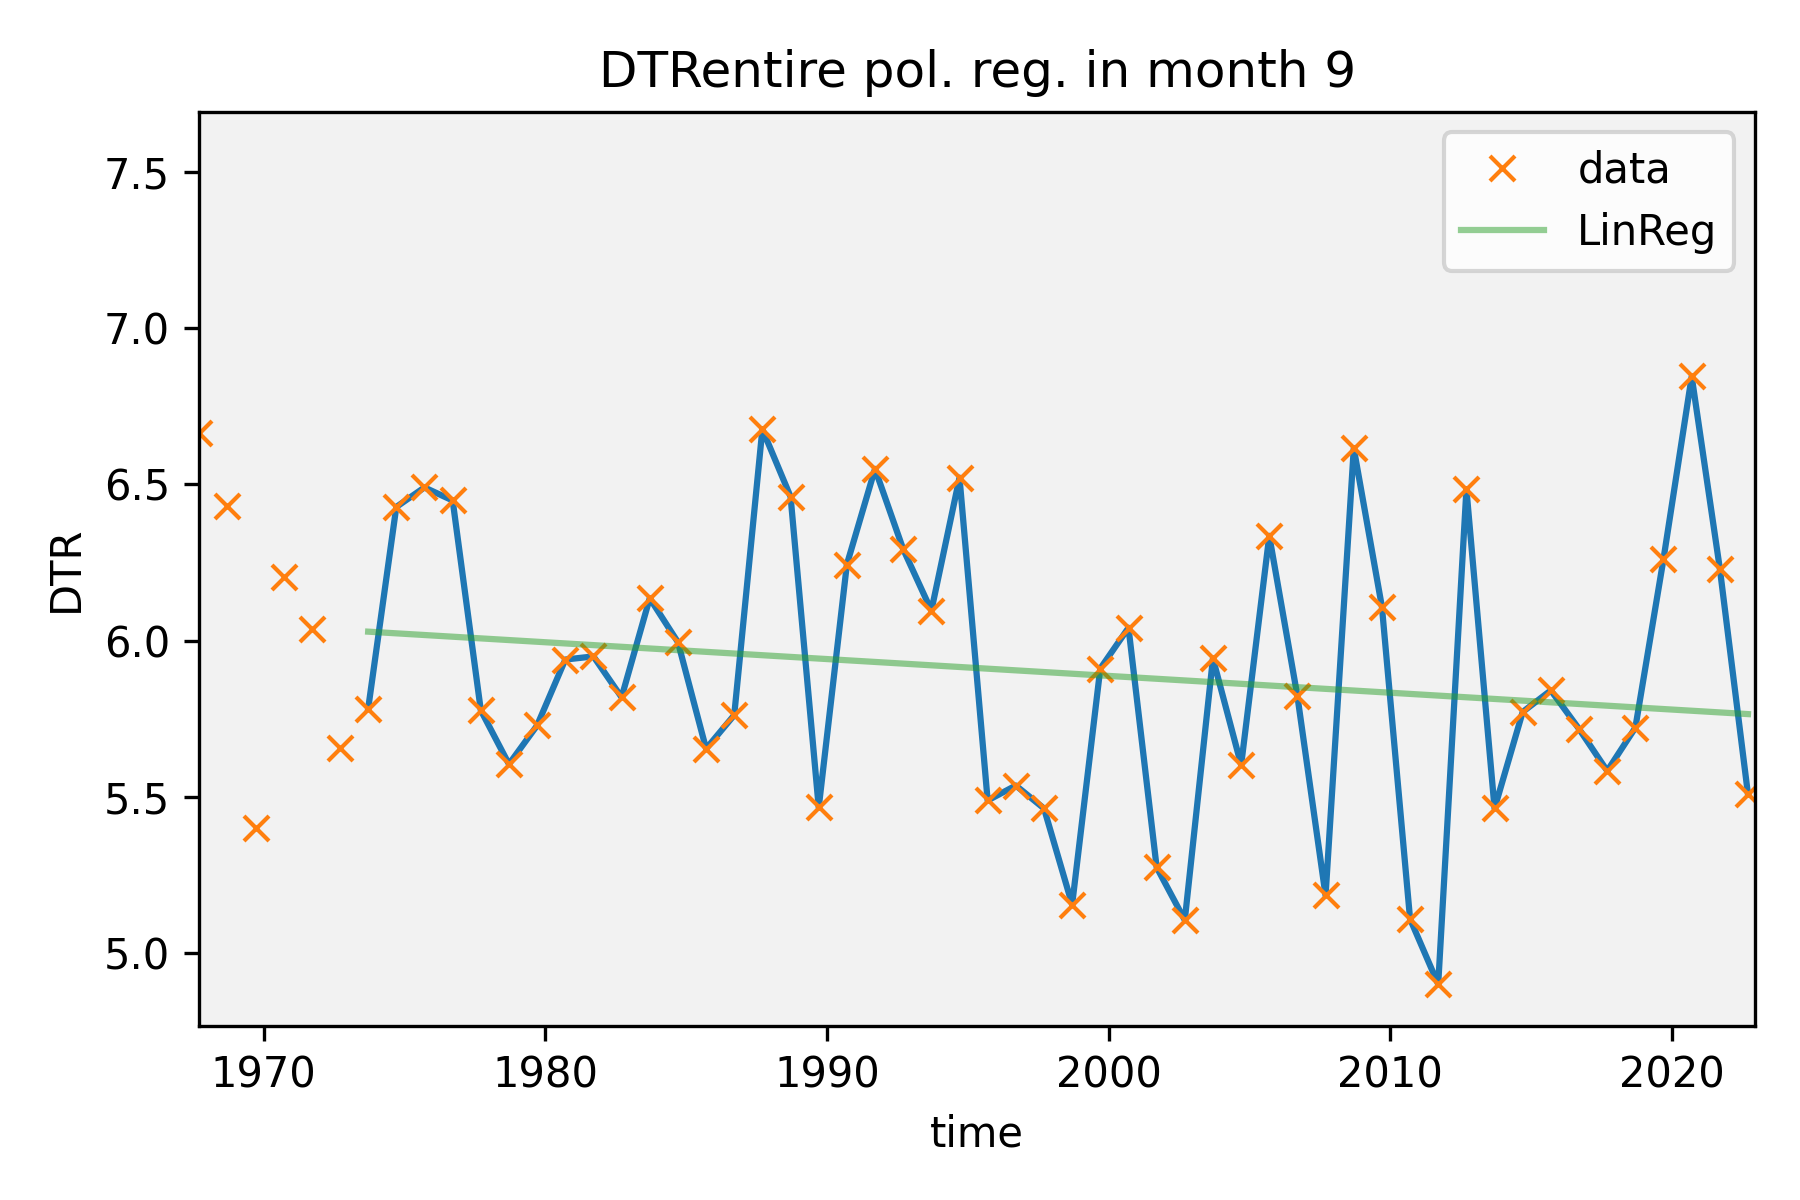 DTRentire pol. reg. in month 9
data
LinReg
7.5
7.0
6.5
6.0
5.5
5.0
DTR
1970 1980 1990 2000 2010 2020
time